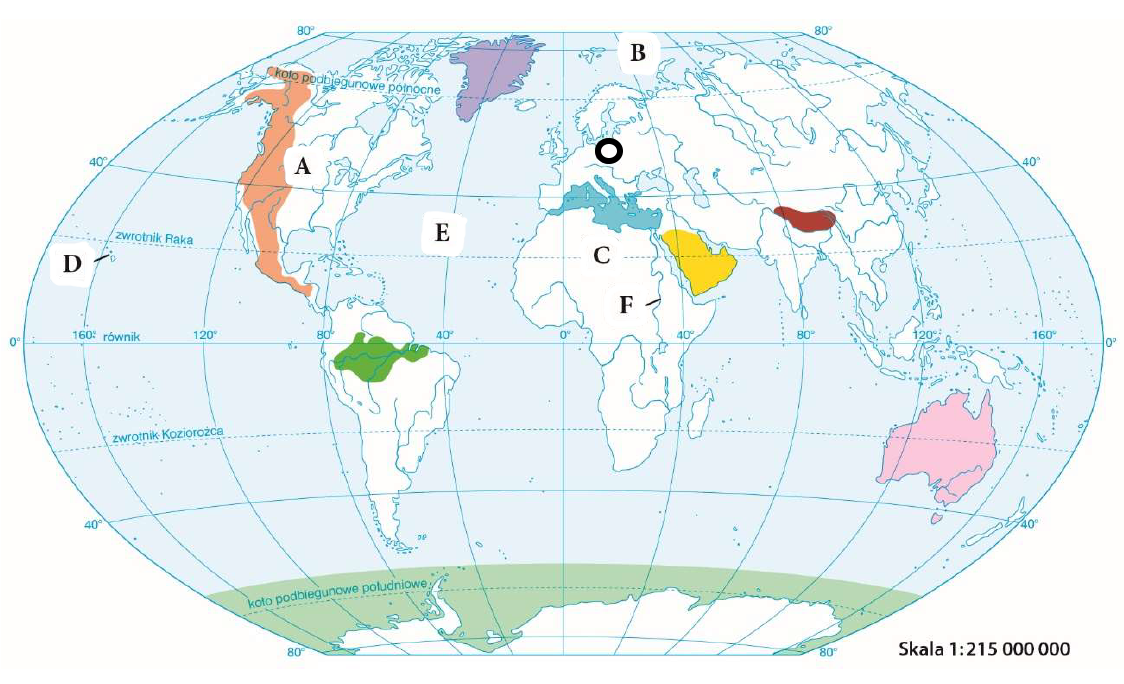 80° 80°
B
koło podbiegunowe północne
40° 40°
A
zwrotnik Raka
E
D
C
F
0° 160° równik 120° 80° 40° 0° 40° 80° 120° 160° 0°
zwrotnik Koziorożca
40° 40°
koło podbiegunowe południowe
80° 80°
Skala 1:215 000 000